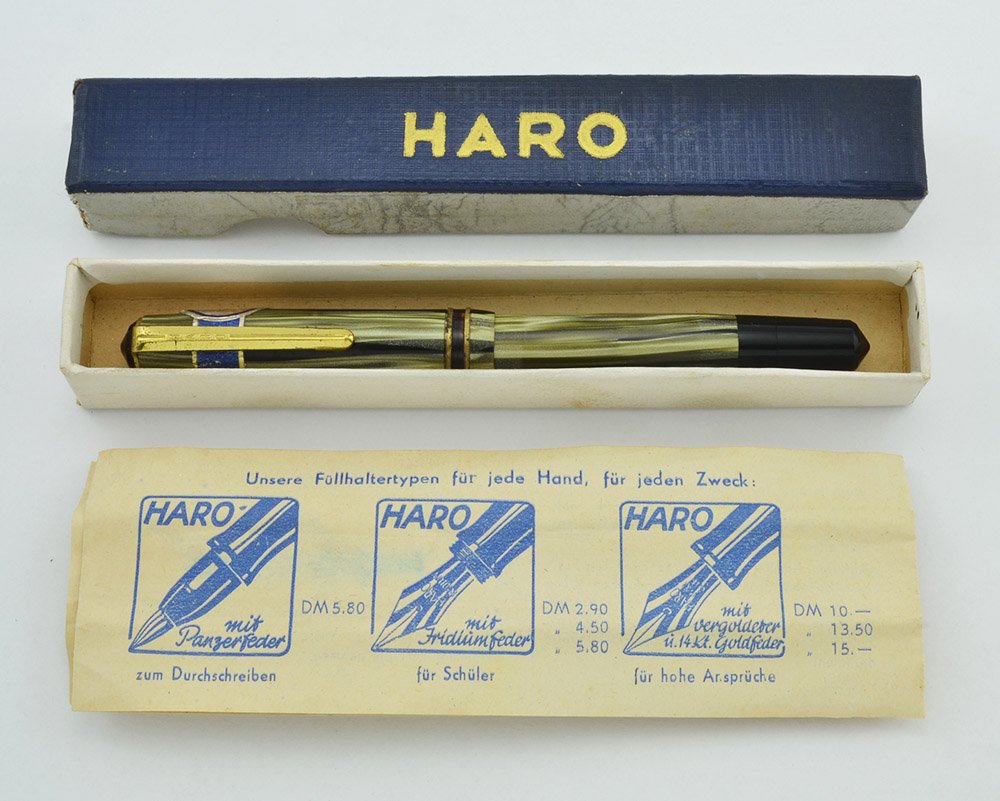 HARO
Unsere Füllhaltertypen für jede Hand, für jeden Zweck:
HARO
mit
Panzerfeder
DM 5.80
zum Durchschreiben
HARO
mit
Iridiumfeder
DM 2.90
„ 4.50
„ 5.80
für Schüler
HARO
mit
vergoldeter
u. 14 Kt. Goldfeder
DM 10.—
„ 13.50
„ 15.—
für hohe Ansprüche